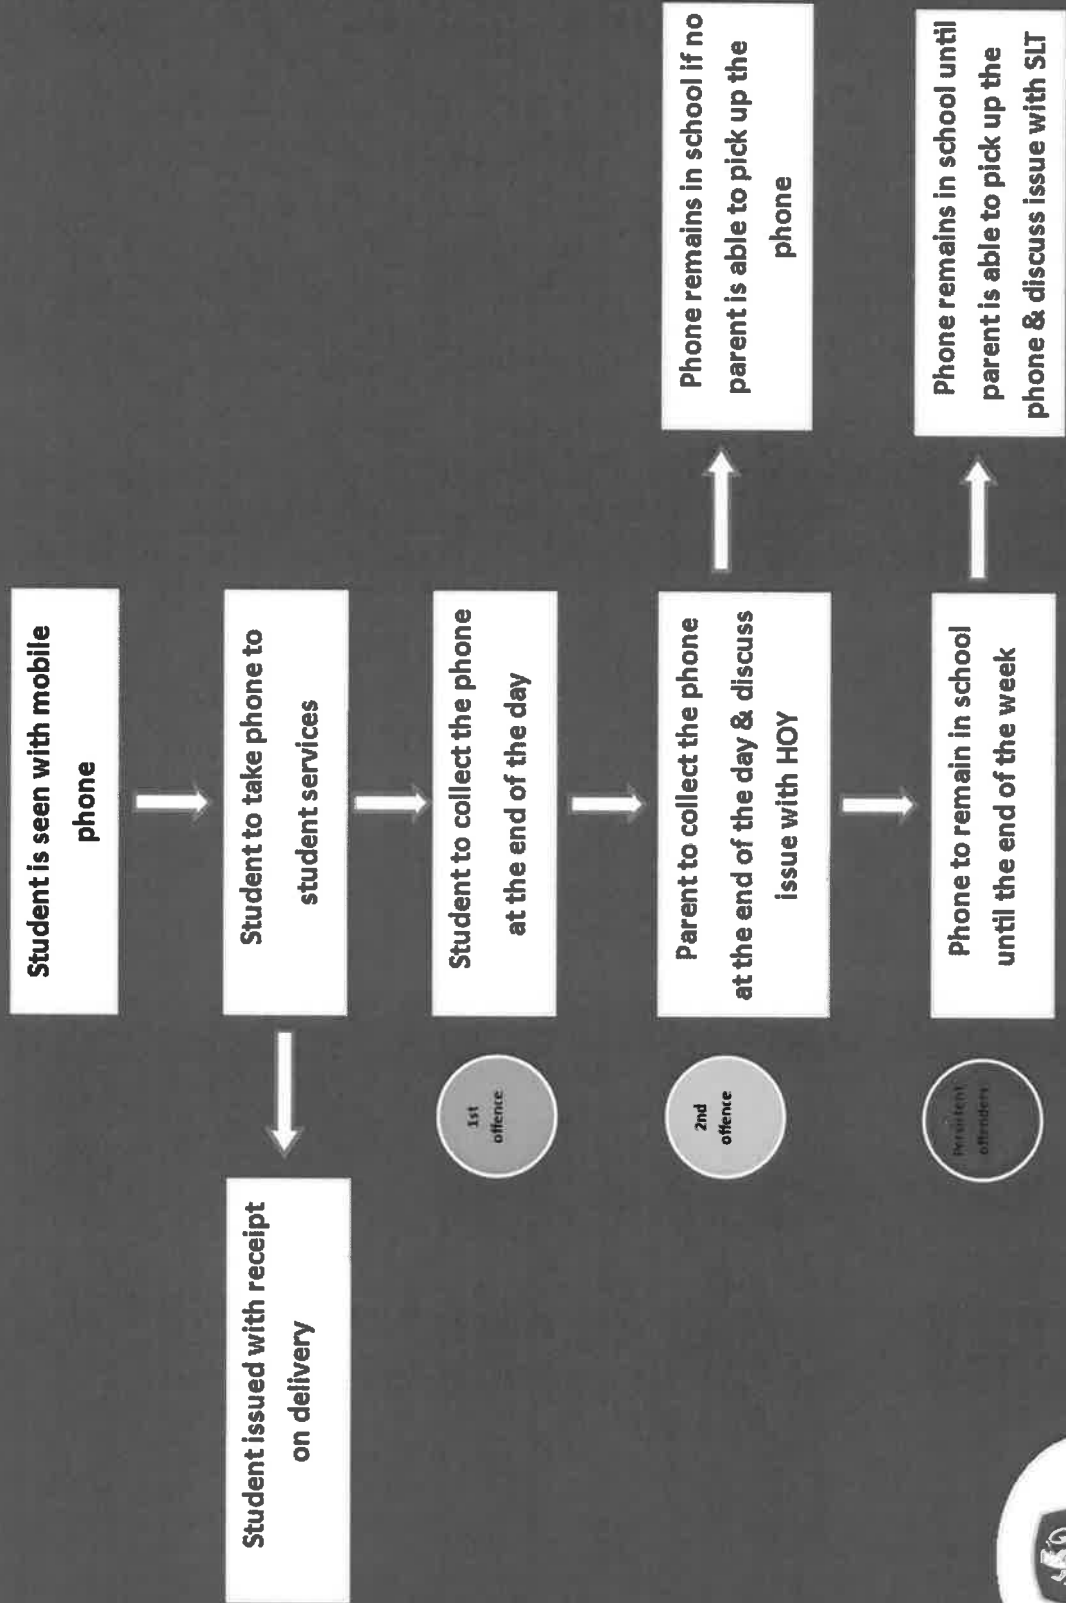 Student is seen with mobile
phone
Student issued with receipt
on delivery
Student to take phone to
student services
1st
offence
Student to collect the phone
at the end of the day
2nd
offence
Parent to collect the phone
at the end of the day & discuss
issue with HOY
Phone remains in school if no
parent is able to pick up the
phone
Persistent
offenders
Phone to remain in school
until the end of the week
Phone remains in school until
parent is able to pick up the
phone & discuss issue with SLT